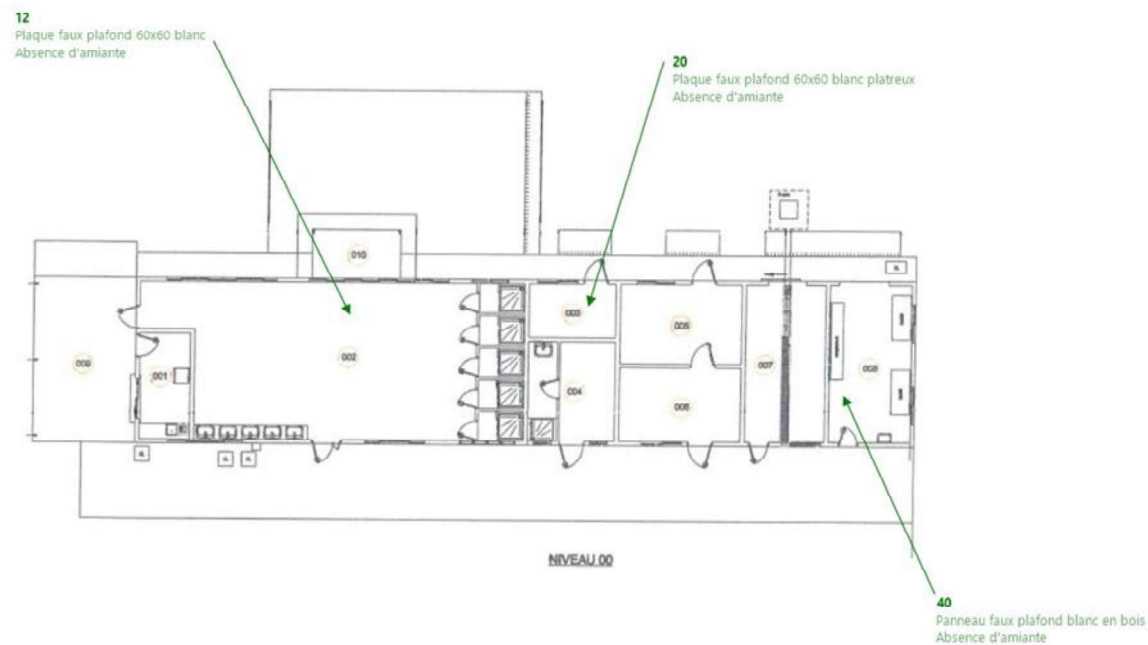 12
Plaque faux plafond 60x60 blanc
Absence d'amiante
20
Plaque faux plafond 60x60 blanc platreux
Absence d'amiante
010
003
005
009
001
002
004
006
007
008
NIVEAU 00
40
Panneau faux plafond blanc en bois
Absence d'amiante